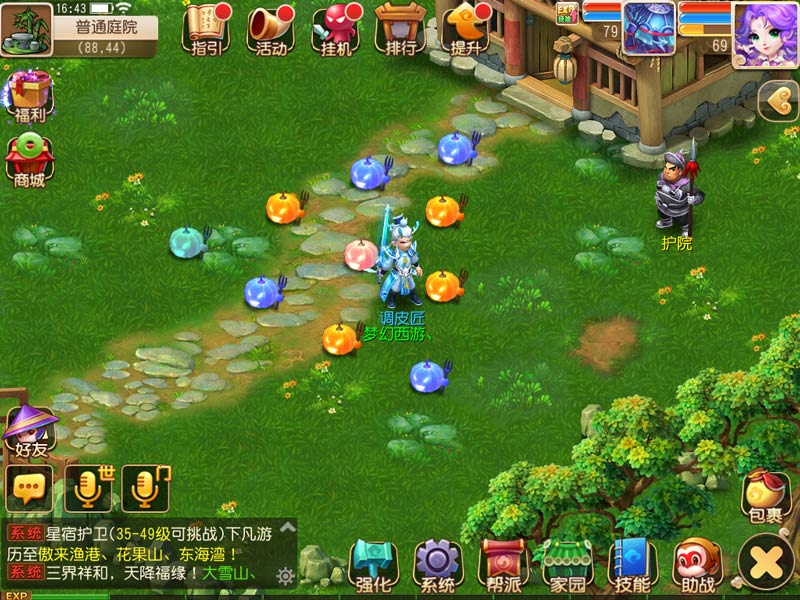 16:43
普通庭院
(88,44)
指引
活动
挂机
排行
提升
EXP
79
69
福利
商城
护院
调皮匠
梦幻西游、
好友
世
系统 星宿护卫(35-49级可挑战)下凡游
历至傲来渔港、花果山、东海湾！
系统 三界祥和，天降福缘！大雪山、
包裹
强化
系统
帮派
家园
技能
助战
EXP